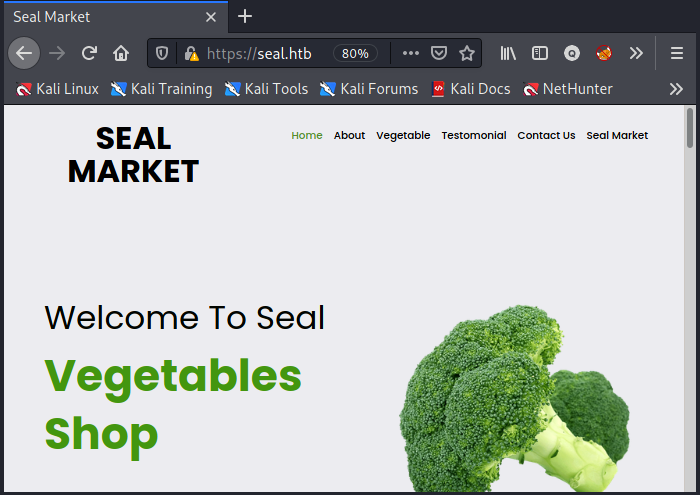 Seal Market
https://seal.htb
80%
Kali Linux
Kali Training
Kali Tools
Kali Forums
Kali Docs
NetHunter
SEAL
MARKET
Home
About
Vegetable
Testomonial
Contact Us
Seal Market
Welcome To Seal
Vegetables
Shop